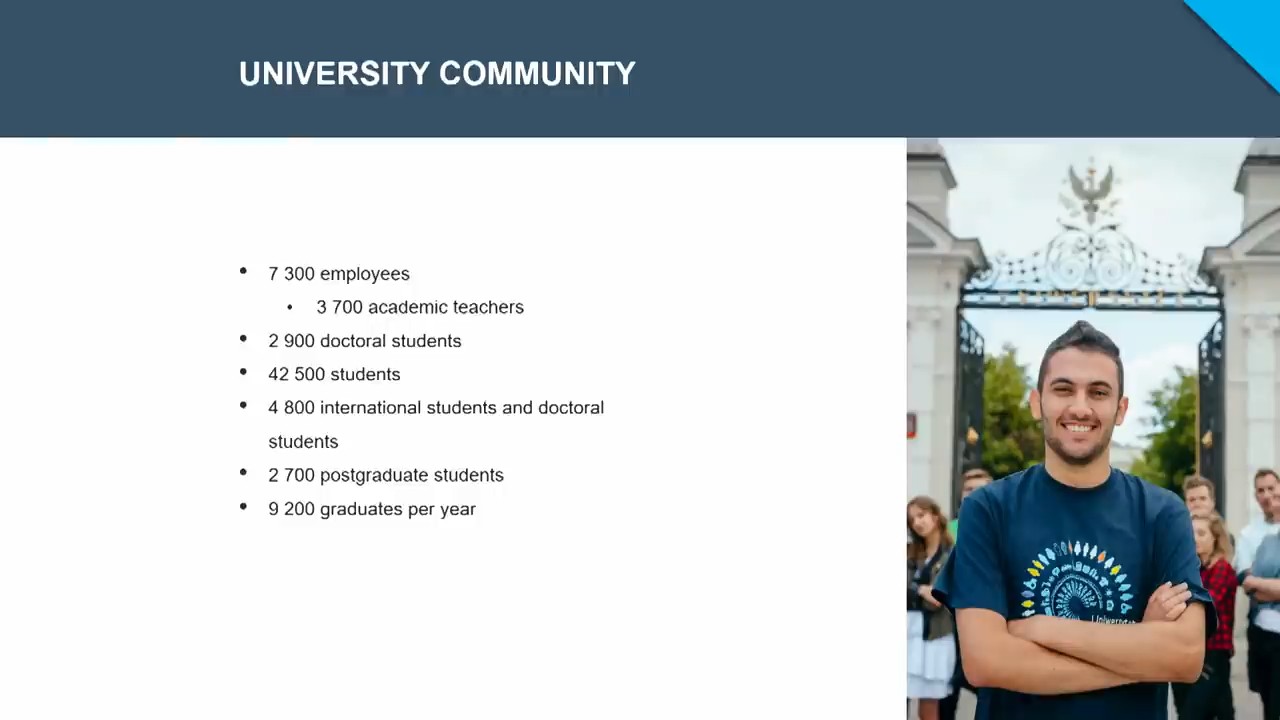 UNIVERSITY COMMUNITY
• 7 300 employees
• 3 700 academic teachers
• 2 900 doctoral students
• 42 500 students
• 4 800 international students and doctoral
students
• 2 700 postgraduate students
• 9 200 graduates per year